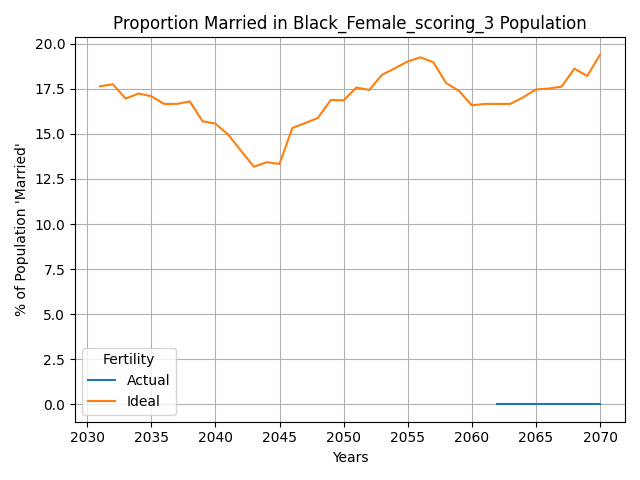 Proportion Married in Black_Female_scoring_3 Population
% of Population 'Married'
20.0
17.5
15.0
12.5
10.0
7.5
5.0
2.5
0.0
Fertility
Actual
Ideal
2030 2035 2040 2045 2050 2055 2060 2065 2070
Years